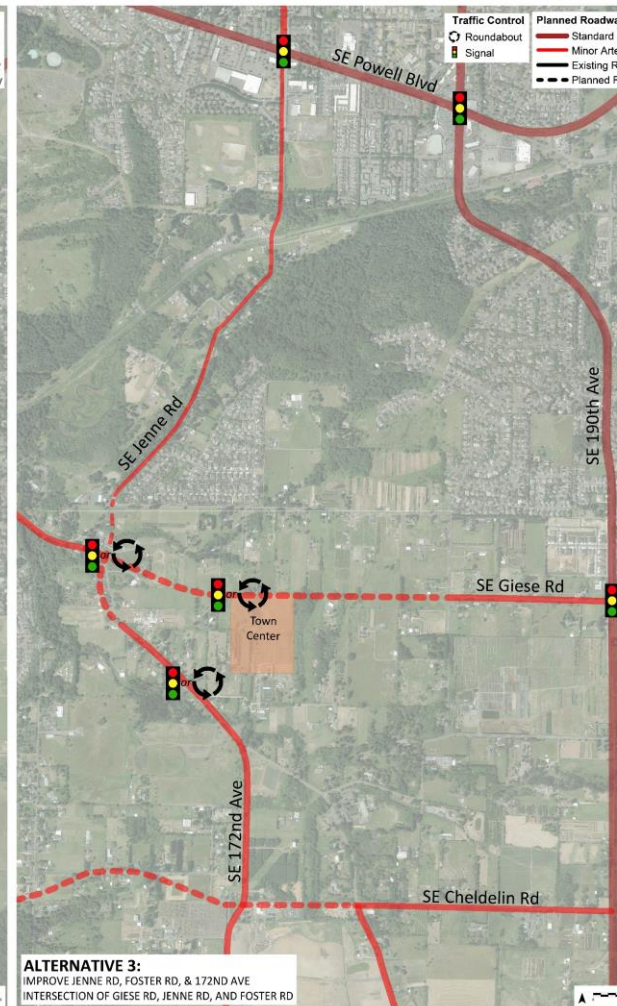 Traffic Control
Roundabout
Signal
Planned Roadwa
Standard
Minor Arte
Existing R
Planned R
SE Powell Blvd
SE Jenne Rd
SE 190th Ave
or
or
SE Giese Rd
Town
Center
or
SE 172nd Ave
SE Cheldelin Rd
ALTERNATIVE 3:
IMPROVE JENNE RD, FOSTER RD, & 172ND AVE
INTERSECTION OF GIESE RD, JENNE RD, AND FOSTER RD